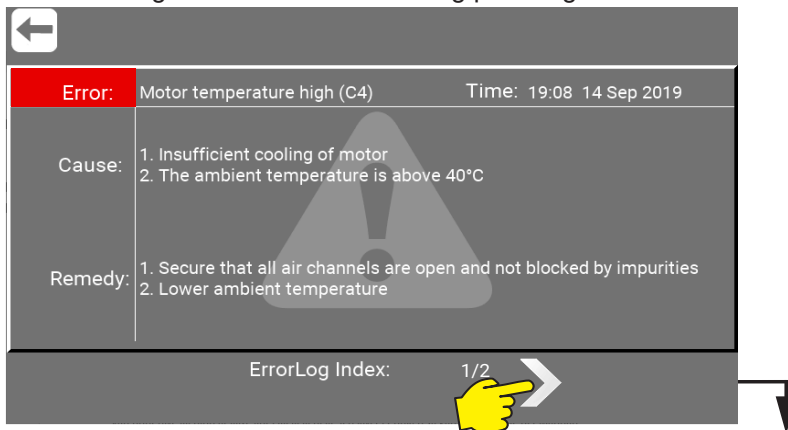 Error: Motor temperature high (C4) Time: 19:08 14 Sep 2019
Cause: 1. Insufficient cooling of motor
2. The ambient temperature is above 40°C
Remedy: 1. Secure that all air channels are open and not blocked by impurities
2. Lower ambient temperature
ErrorLog Index: 1/2